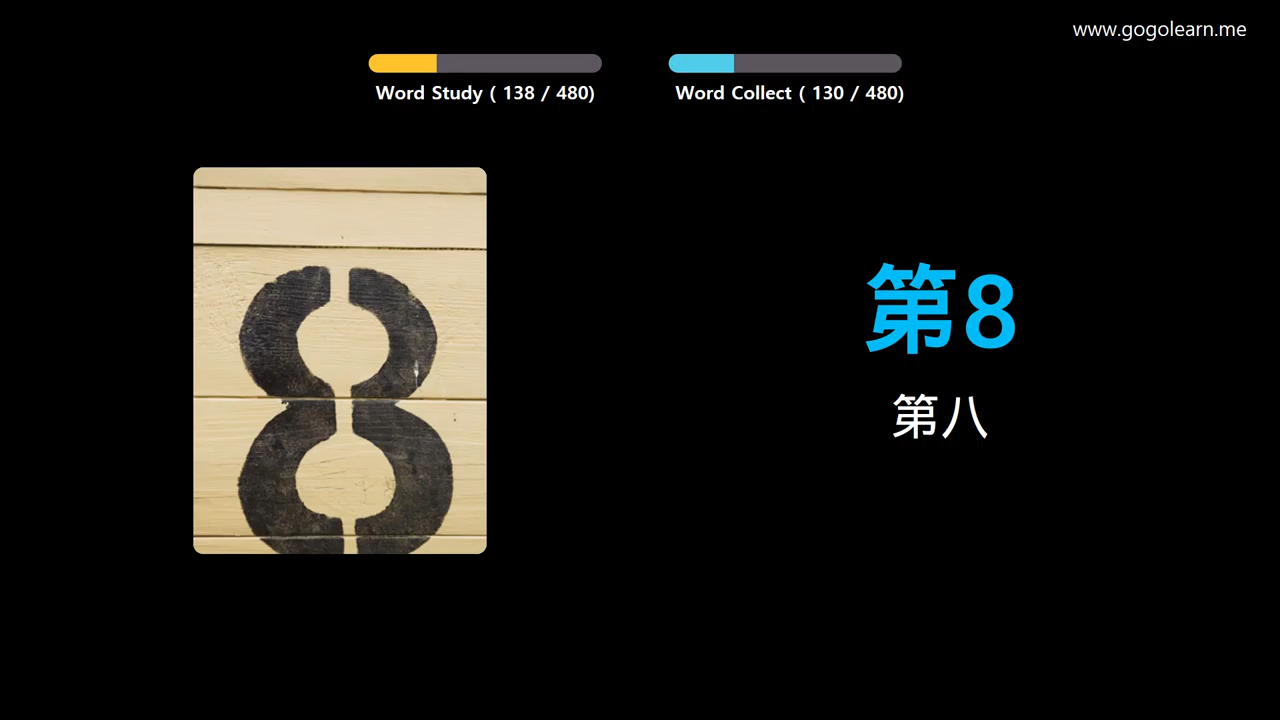 www.gogolearn.me
Word Study ( 138 / 480)
Word Collect ( 130 / 480)
8
第8
第八